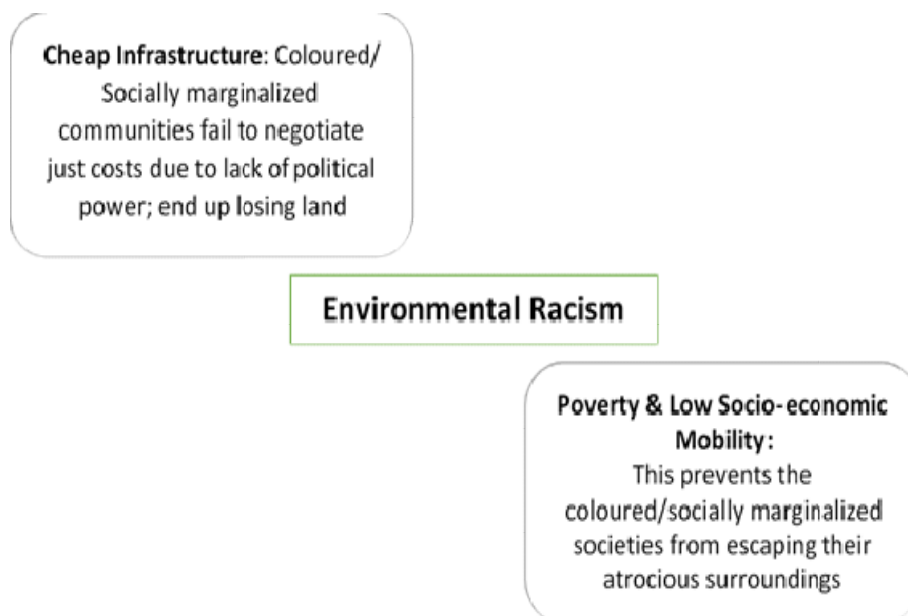 Cheap Infrastructure: Coloured/
Socially marginalized
communities fail to negotiate
just costs due to lack of political
power; end up losing land
Environmental Racism
Poverty & Low Socio-economic
Mobility:
This prevents the
coloured/socially marginalized
societies from escaping their
atrocious surroundings